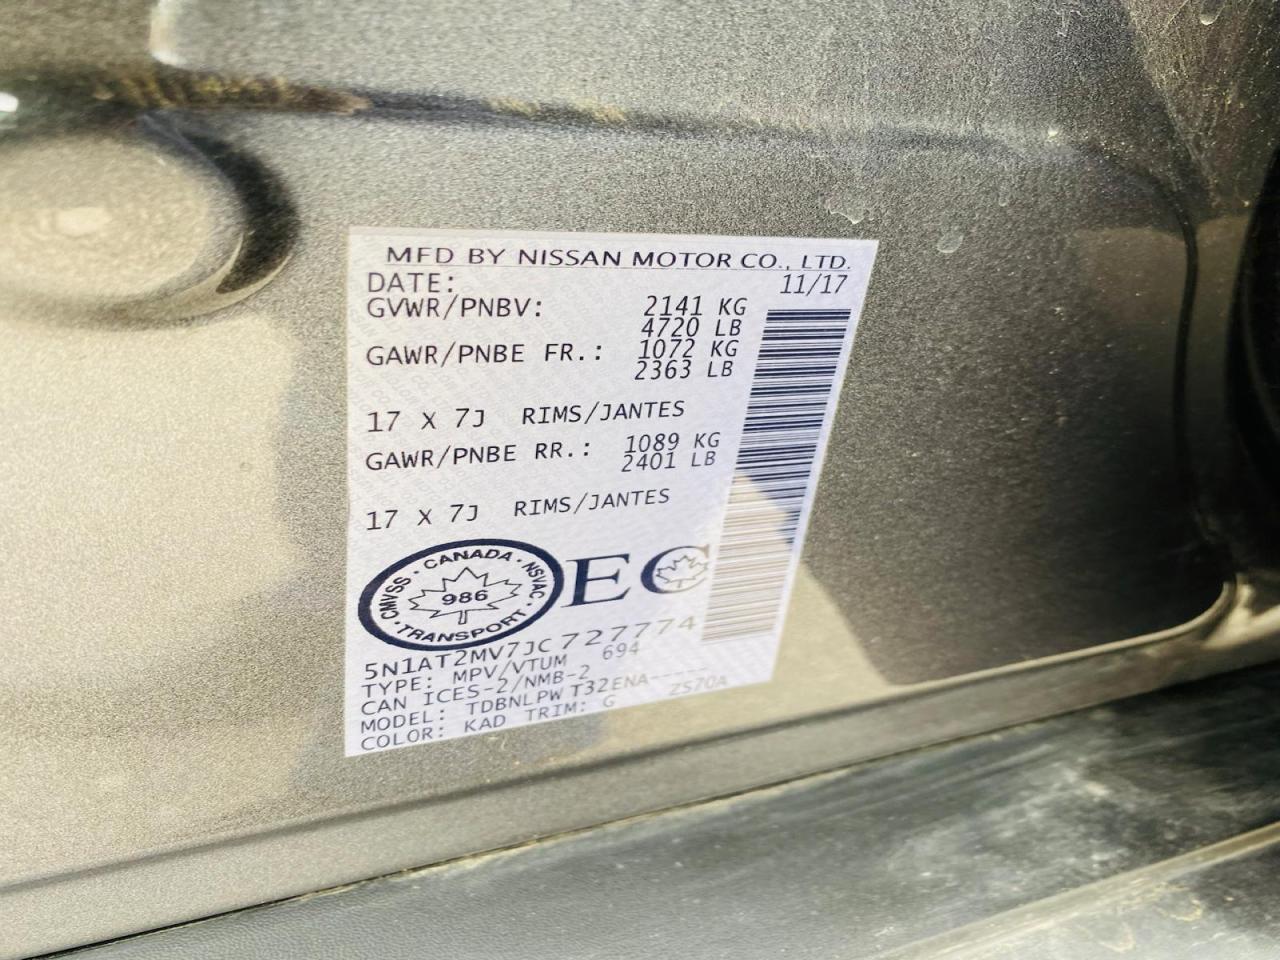 MFD BY NISSAN MOTOR CO., LTD.
DATE: 11/17
GVWR/PNBV: 2141 KG
4720 LB
GAWR/PNBE FR.: 1072 KG
2363 LB
17 X 7J RIMS/JANTES
GAWR/PNBE RR.: 1089 KG
2401 LB
17 X 7J RIMS/JANTES
CMVSS · CANADA · NSVAC · TRANSPORT ·
986
EC
5N1AT2MV7JC727774
TYPE: MPV/VTUM 694
CAN ICES-2/NMB-2
MODEL: TDBNLPWT32ENA-----
COLOR: KAD TRIM: G ZS70A